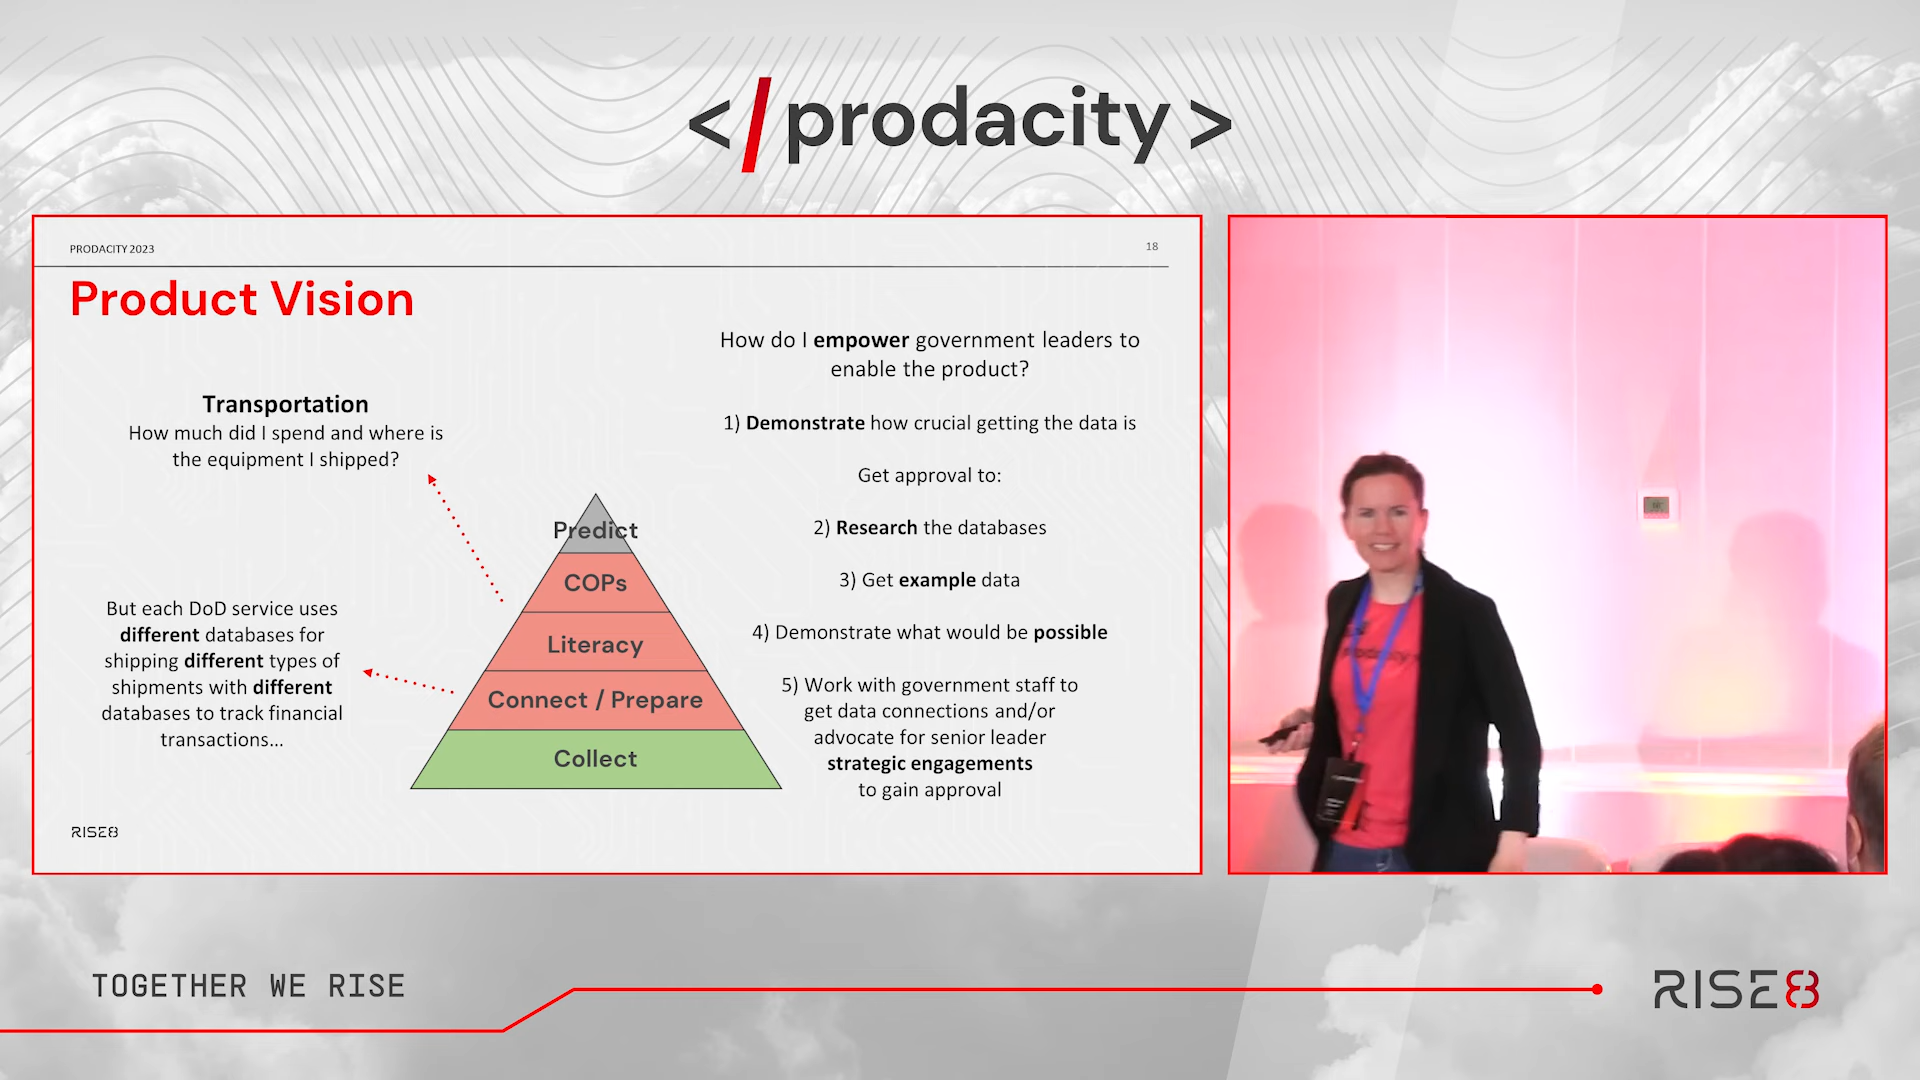 </prodacity>
PRODACITY 2023
18
Product Vision
Transportation
How much did I spend and where is
the equipment I shipped?
But each DoD service uses
different databases for
shipping different types of
shipments with different
databases to track financial
transactions...
Predict
COPs
Literacy
Connect / Prepare
Collect
How do I empower government leaders to
enable the product?
1) Demonstrate how crucial getting the data is
Get approval to:
2) Research the databases
3) Get example data
4) Demonstrate what would be possible
5) Work with government staff to
get data connections and/or
advocate for senior leader
strategic engagements
to gain approval
RISE8
TOGETHER WE RISE
RISE8